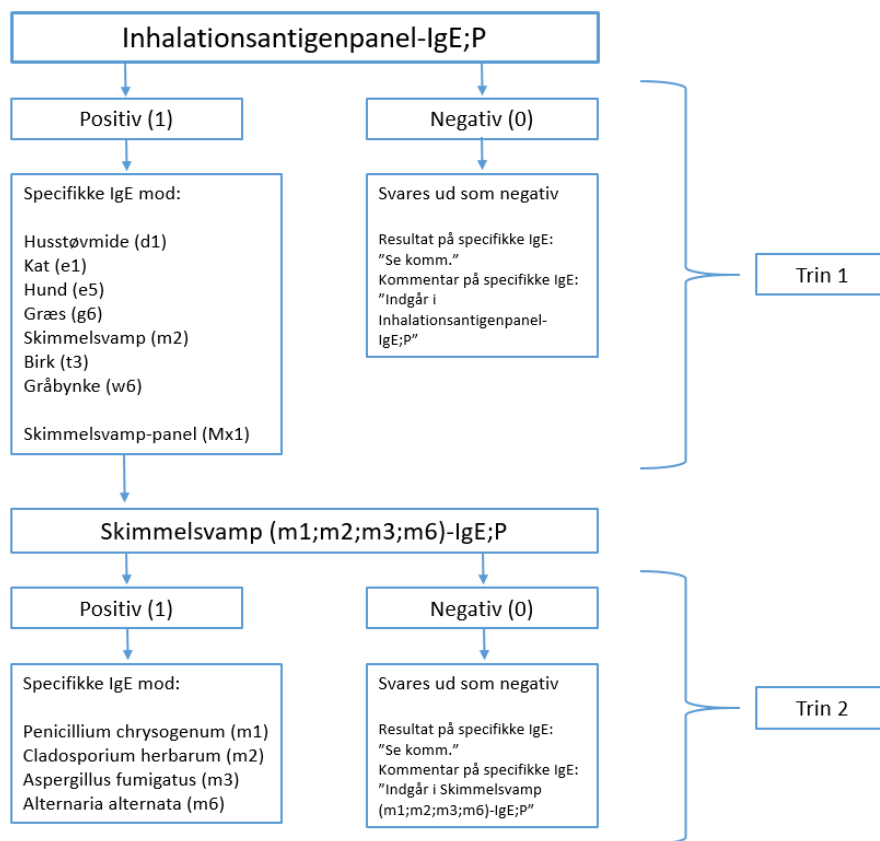 Inhalationsantigenpanel-IgE;P
Positiv (1)
Negativ (0)
Specifikke IgE mod:
Husstøvmide (d1)
Kat (e1)
Hund (e5)
Græs (g6)
Skimmelsvamp (m2)
Birk (t3)
Gråbynke (w6)
Skimmelsvamp-panel (Mx1)
Svares ud som negativ
Resultat på specifikke IgE:
”Se komm.”
Kommentar på specifikke IgE:
”Indgår i
Inhalationsantigenpanel-
IgE;P”
Trin 1
Skimmelsvamp (m1;m2;m3;m6)-IgE;P
Positiv (1)
Negativ (0)
Specifikke IgE mod:
Penicillium chrysogenum (m1)
Cladosporium herbarum (m2)
Aspergillus fumigatus (m3)
Alternaria alternata (m6)
Svares ud som negativ
Resultat på specifikke IgE:
”Se komm.”
Kommentar på specifikke IgE:
”Indgår i Skimmelsvamp
(m1;m2;m3;m6)-IgE;P”
Trin 2